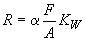 R = α F/A K_W